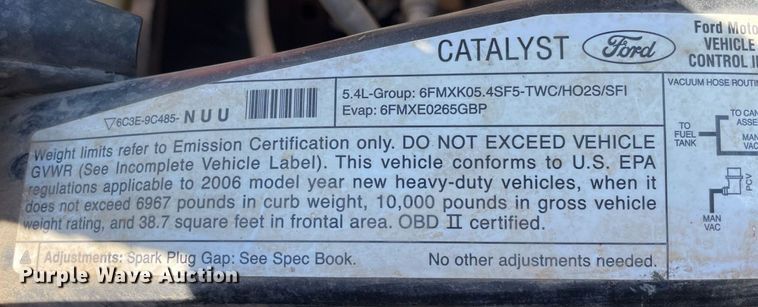 CATALYST Ford
Ford Moto
VEHICLE
CONTROL I
5.4L-Group: 6FMXK05.4SF5-TWC/HO2S/SFI
Evap: 6FMXE0265GBP
6C3E-9C485- NUU
VACUUM HOSE ROUTIN
Weight limits refer to Emission Certification only. DO NOT EXCEED VEHICLE
GVWR (See Incomplete Vehicle Label). This vehicle conforms to U.S. EPA
regulations applicable to 2006 model year new heavy-duty vehicles, when it
does not exceed 6967 pounds in curb weight, 10,000 pounds in gross vehicle
weight rating, and 38.7 square feet in frontal area. OBD II certified.
TO
FUEL
TANK
TO CAN
MAN
VAC
PCV
MAN
VAC
Adjustments: Spark Plug Gap: See Spec Book. No other adjustments needed.
Purple Wave Auction